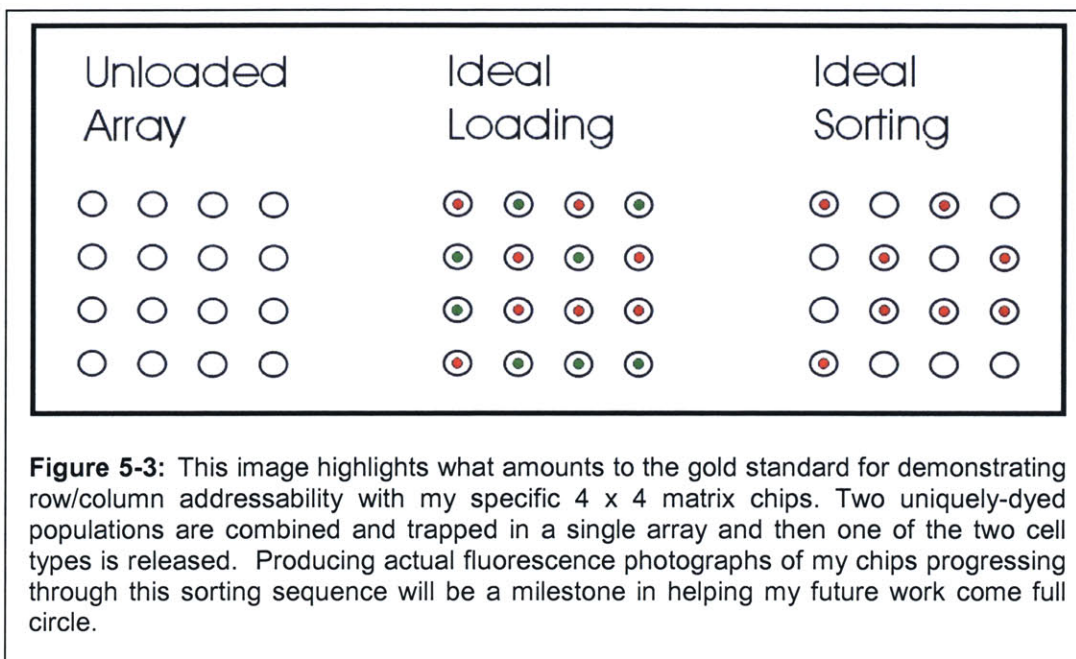 Unloaded
Array
Ideal
Loading
Ideal
Sorting
Figure 5-3: This image highlights what amounts to the gold standard for demonstrating
row/column addressability with my specific 4 x 4 matrix chips. Two uniquely-dyed
populations are combined and trapped in a single array and then one of the two cell
types is released. Producing actual fluorescence photographs of my chips progressing
through this sorting sequence will be a milestone in helping my future work come full
circle.